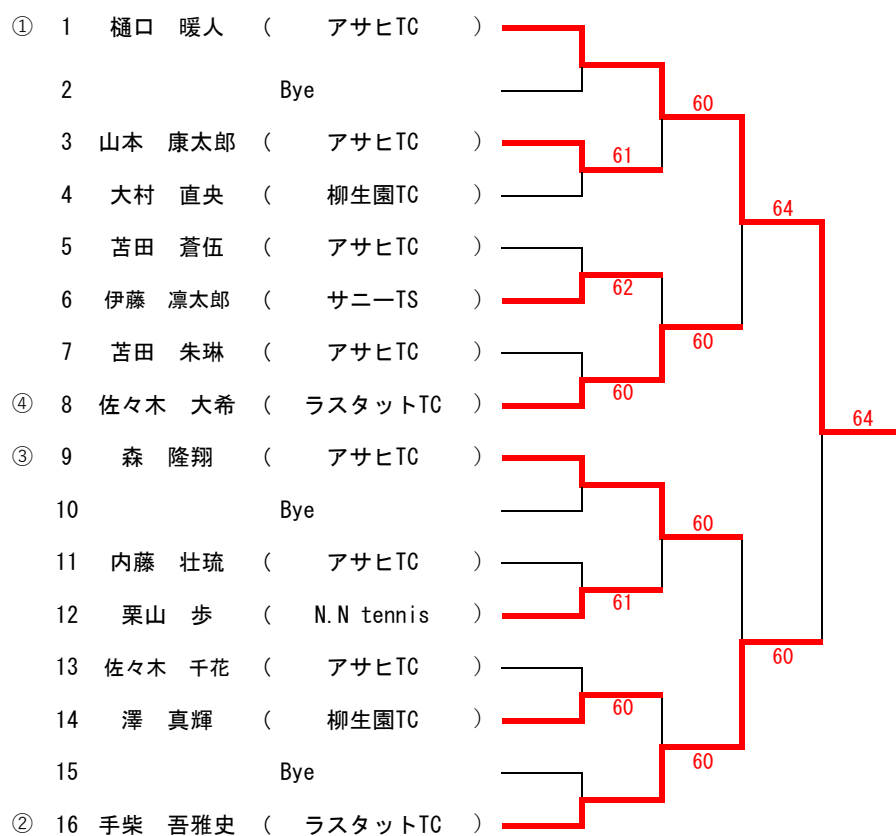 ① 1 樋口 暖人 ( アサヒTC )
2 Bye
60
3 山本 康太郎 ( アサヒTC )
61
4 大村 直央 ( 柳生園TC )
64
5 苫田 蒼伍 ( アサヒTC )
62
6 伊藤 凛太郎 ( サニーTS )
60
7 苫田 朱琳 ( アサヒTC )
60
④ 8 佐々木 大希 ( ラスタットTC )
64
③ 9 森 隆翔 ( アサヒTC )
10 Bye
60
11 内藤 壮琉 ( アサヒTC )
61
12 栗山 歩 ( N.N tennis )
60
13 佐々木 千花 ( アサヒTC )
60
14 澤 真輝 ( 柳生園TC )
60
15 Bye
② 16 手柴 吾雅史 ( ラスタットTC )